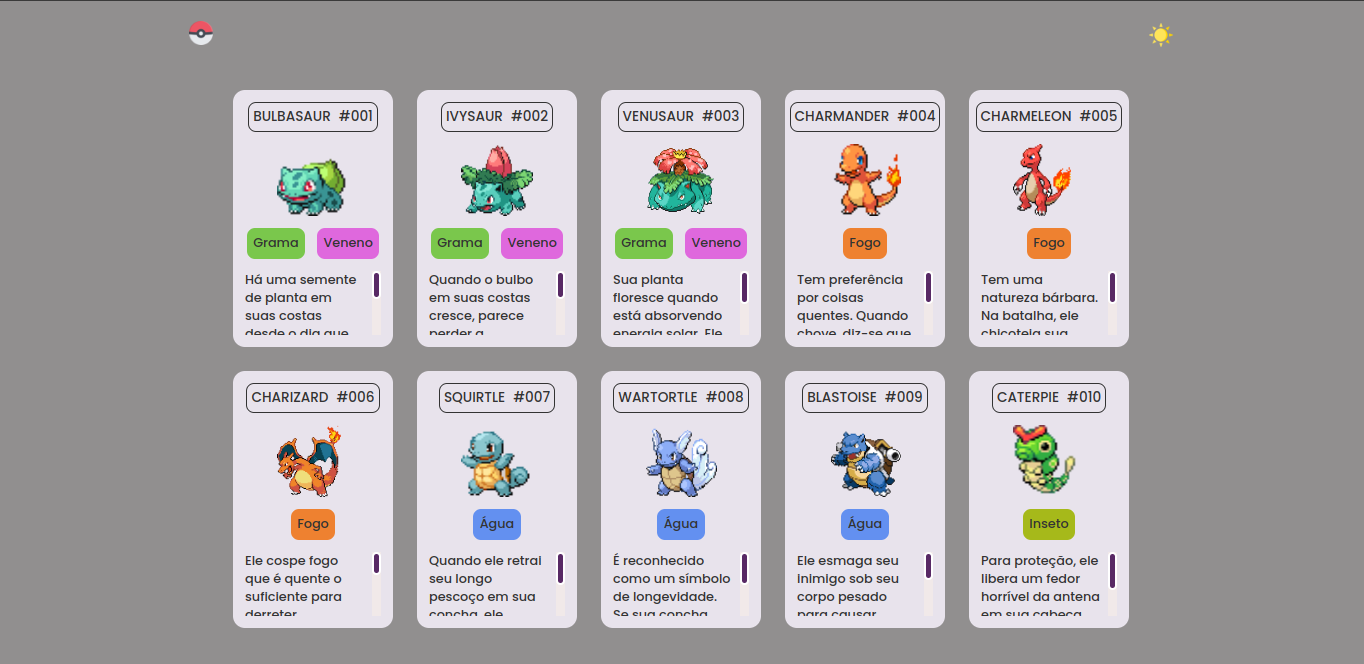 BULBASAUR #001
Grama Veneno
Há uma semente
de planta em
suas costas
desde o dia que
IVYSAUR #002
Grama Veneno
Quando o bulbo
em suas costas
cresce, parece
perder a
VENUSAUR #003
Grama Veneno
Sua planta
floresce quando
está absorvendo
energia solar. Ele
CHARMANDER #004
Fogo
Tem preferência
por coisas
quentes. Quando
chove, diz-se que
CHARMELEON #005
Fogo
Tem uma
natureza bárbara.
Na batalha, ele
chicoteia sua
CHARIZARD #006
Fogo
Ele cospe fogo
que é quente o
suficiente para
derreter
SQUIRTLE #007
Água
Quando ele retrai
seu longo
pescoço em sua
concha, ele
WARTORTLE #008
Água
É reconhecido
como um símbolo
de longevidade.
Se sua concha
BLASTOISE #009
Água
Ele esmaga seu
inimigo sob seu
corpo pesado
para causar
CATERPIE #010
Inseto
Para proteção, ele
libera um fedor
horrível da antena
em sua cabeça